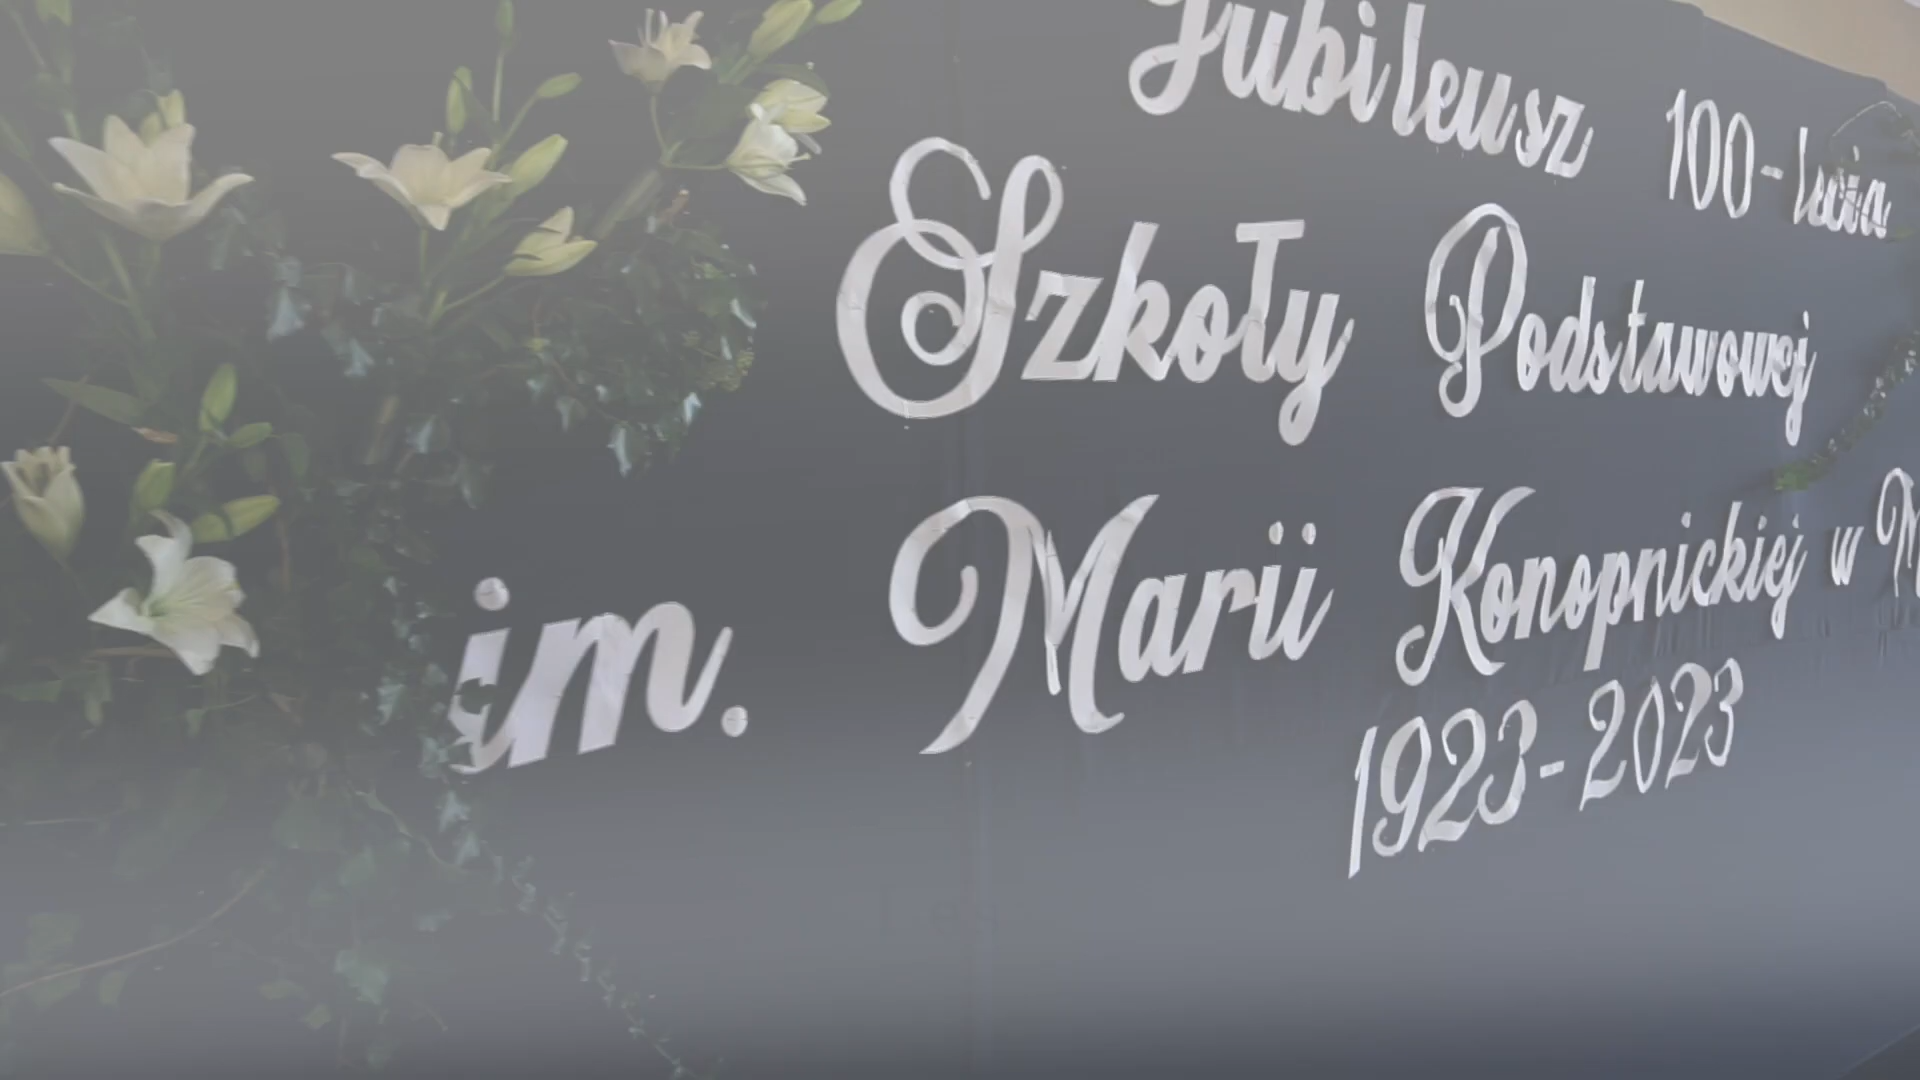 Jubileusz 100-lecia
Szkoły Podstawowej
im. Marii Konopnickiej w
1923-2023